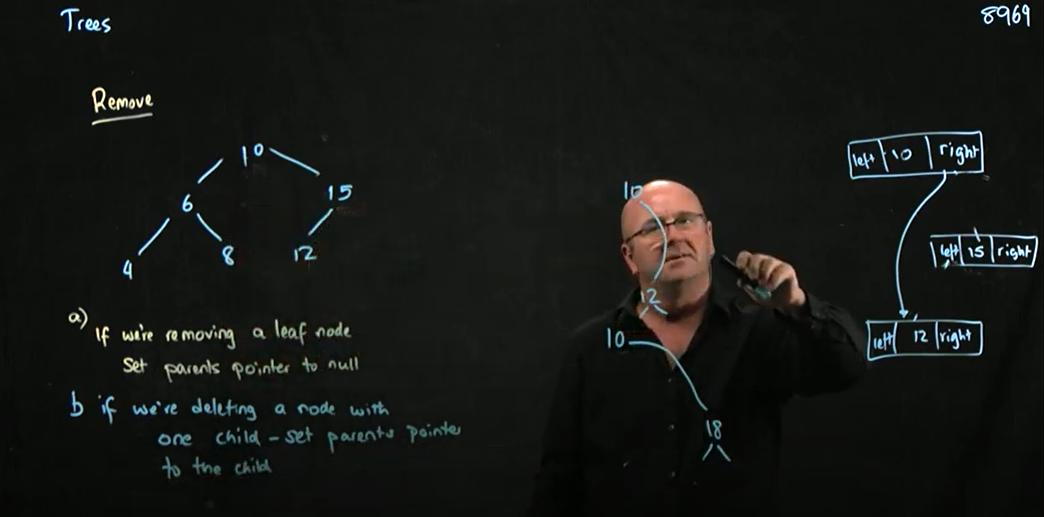 Trees
8969
Remove
10
6 15
4 8 12
a) If we're removing a leaf node
set parents pointer to null
b if we're deleting a node with
one child - set parents pointer
to the child
10
12
10
18
left 10 right
left 15 right
left 12 right